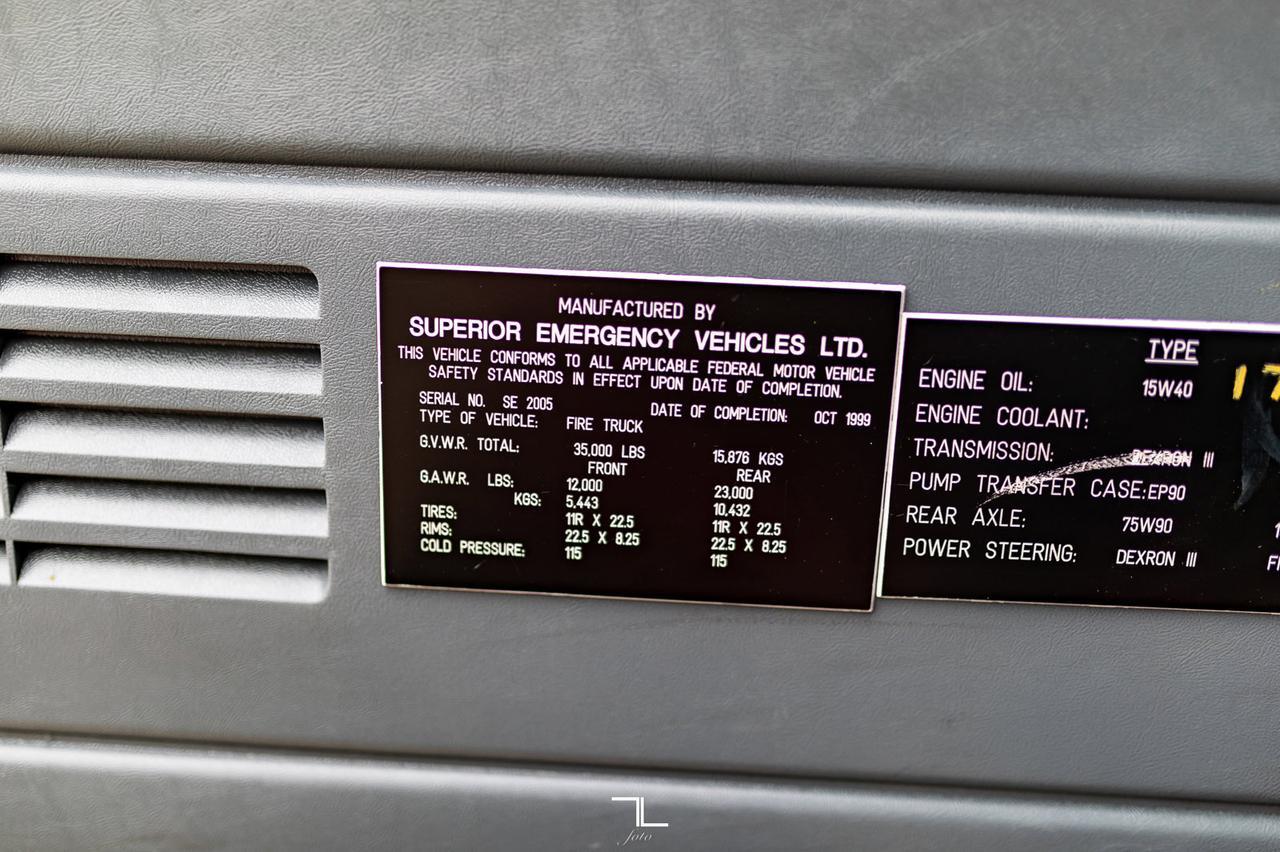 MANUFACTURED BY
SUPERIOR EMERGENCY VEHICLES LTD.
THIS VEHICLE CONFORMS TO ALL APPLICABLE FEDERAL MOTOR VEHICLE
SAFETY STANDARDS IN EFFECT UPON DATE OF COMPLETION.
SERIAL NO. SE 2005 DATE OF COMPLETION: OCT 1999
TYPE OF VEHICLE: FIRE TRUCK
G.V.W.R. TOTAL: 35,000 LBS 15,876 KGS
FRONT REAR
G.A.W.R. LBS: 12,000 23,000
KGS: 5,443 10,432
TIRES: 11R X 22.5 11R X 22.5
RIMS: 22.5 X 8.25 22.5 X 8.25
COLD PRESSURE: 115 115
TYPE
ENGINE OIL: 15W40
ENGINE COOLANT:
TRANSMISSION: DEXRON III
PUMP TRANSFER CASE: EP90
REAR AXLE: 75W90
POWER STEERING: DEXRON III
foto